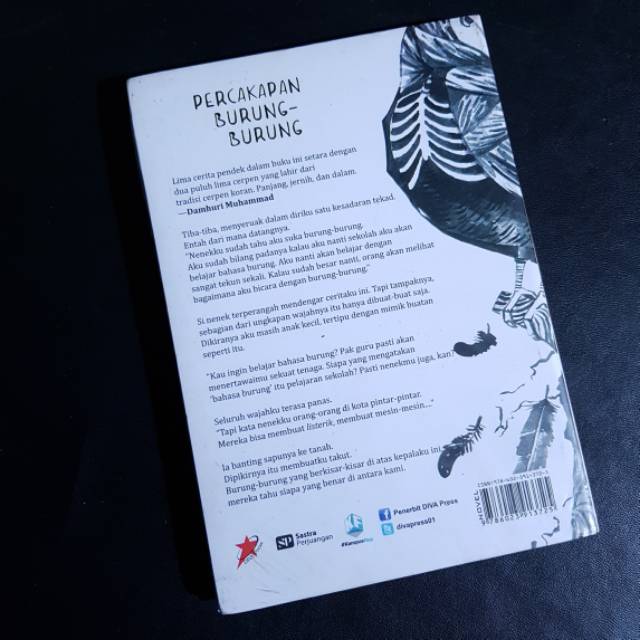 PERCAKAPAN
BURUNG-
BURUNG
Lima cerita pendek dalam buku ini setara dengan
dua puluh lima cerpen yang lahir dari
tradisi cerpen koran. Panjang, jernih, dan dalam.
—Damhuri Muhammad
Tiba-tiba, menyeruak dalam diriku satu kesadaran tekad.
Entah dari mana datangnya.
"Nenekku sudah tahu aku suka burung-burung.
Aku sudah bilang padanya kalau aku nanti sekolah aku akan
belajar bahasa burung. Aku nanti akan belajar dengan
sangat tekun sekali. Kalau sudah besar nanti, orang akan melihat
bagaimana aku bicara dengan burung-burung."
Si nenek terperangah mendengar ceritaku ini. Tapi tampaknya,
sebagian dari ungkapan wajahnya itu hanya dibuat-buat saja.
Dikiranya aku masih anak kecil, tertipu dengan mimik buatan
seperti itu.
"Kau ingin belajar bahasa burung? Pak guru pasti akan
menertawaimu sekuat tenaga. Siapa yang mengatakan
'bahasa burung' itu pelajaran sekolah? Pasti nenekmu juga, kan?"
Seluruh wajahku terasa panas.
"Tapi kata nenekku orang-orang di kota pintar-pintar.
Mereka bisa membuat listerik, membuat mesin-mesin...."
Ia banting sapunya ke tanah.
Dipikirnya itu membuatku takut.
Burung-burung yang berkisar-kisar di atas kepalaku ini
mereka tahu siapa yang benar di antara kami.
SP
Sastra
Perjuangan
#KampusFiksi
Penerbit DIVA Press
divapress01
NOVEL